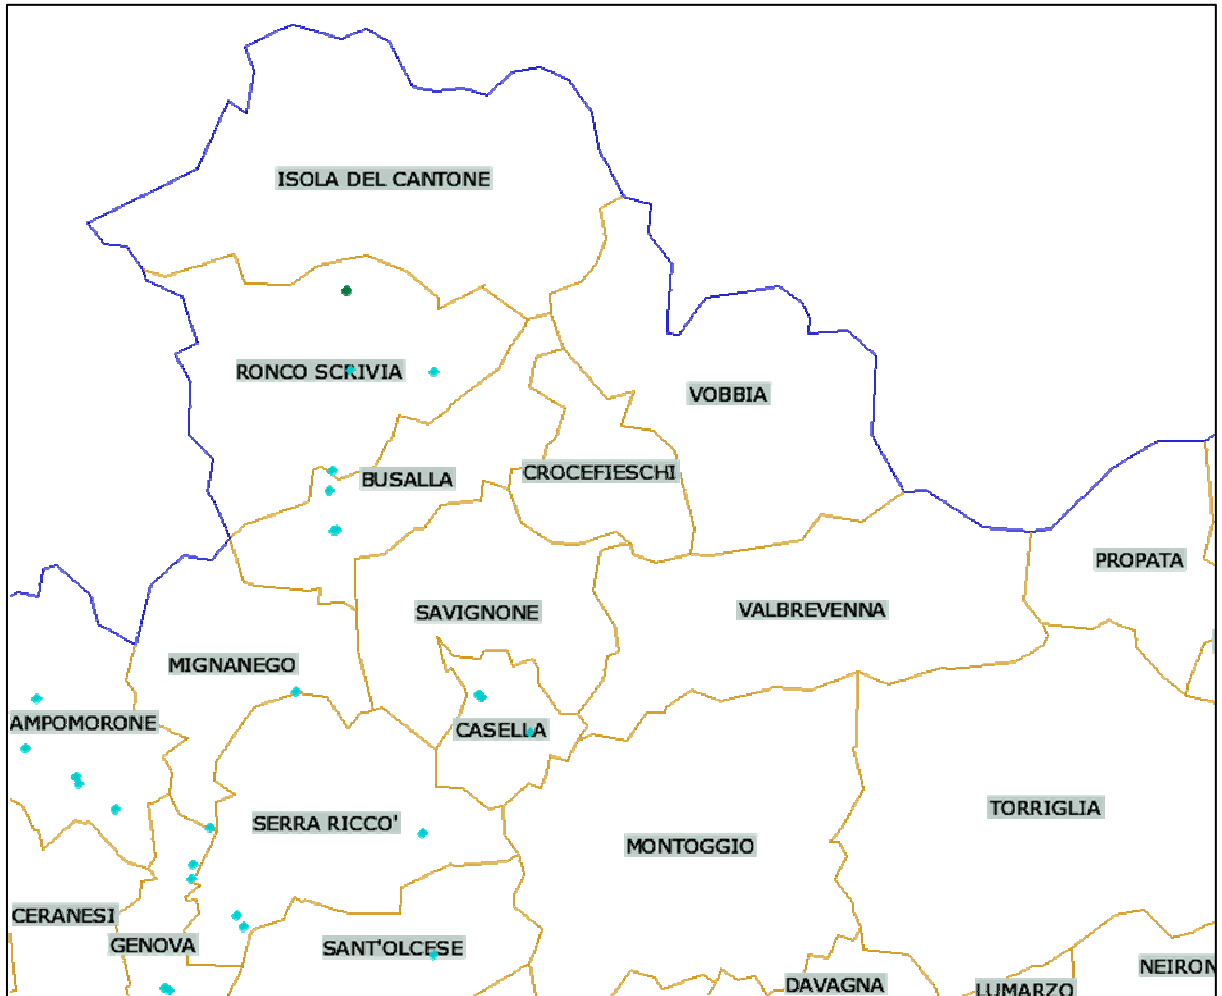 ISOLA DEL CANTONE
RONCO SCRIVIA
VOBBIA
BUSALLA
CROCEFIESCHI
PROPATA
SAVIGNONE
VALBREVENNA
MIGNANEGO
AMPOMORONE
CASELLA
TORRIGLIA
SERRA RICCO'
MONTOGGIO
CERANESI
GENOVA
SANT'OLCESE
NEIRON
DAVAGNA
LUMARZO